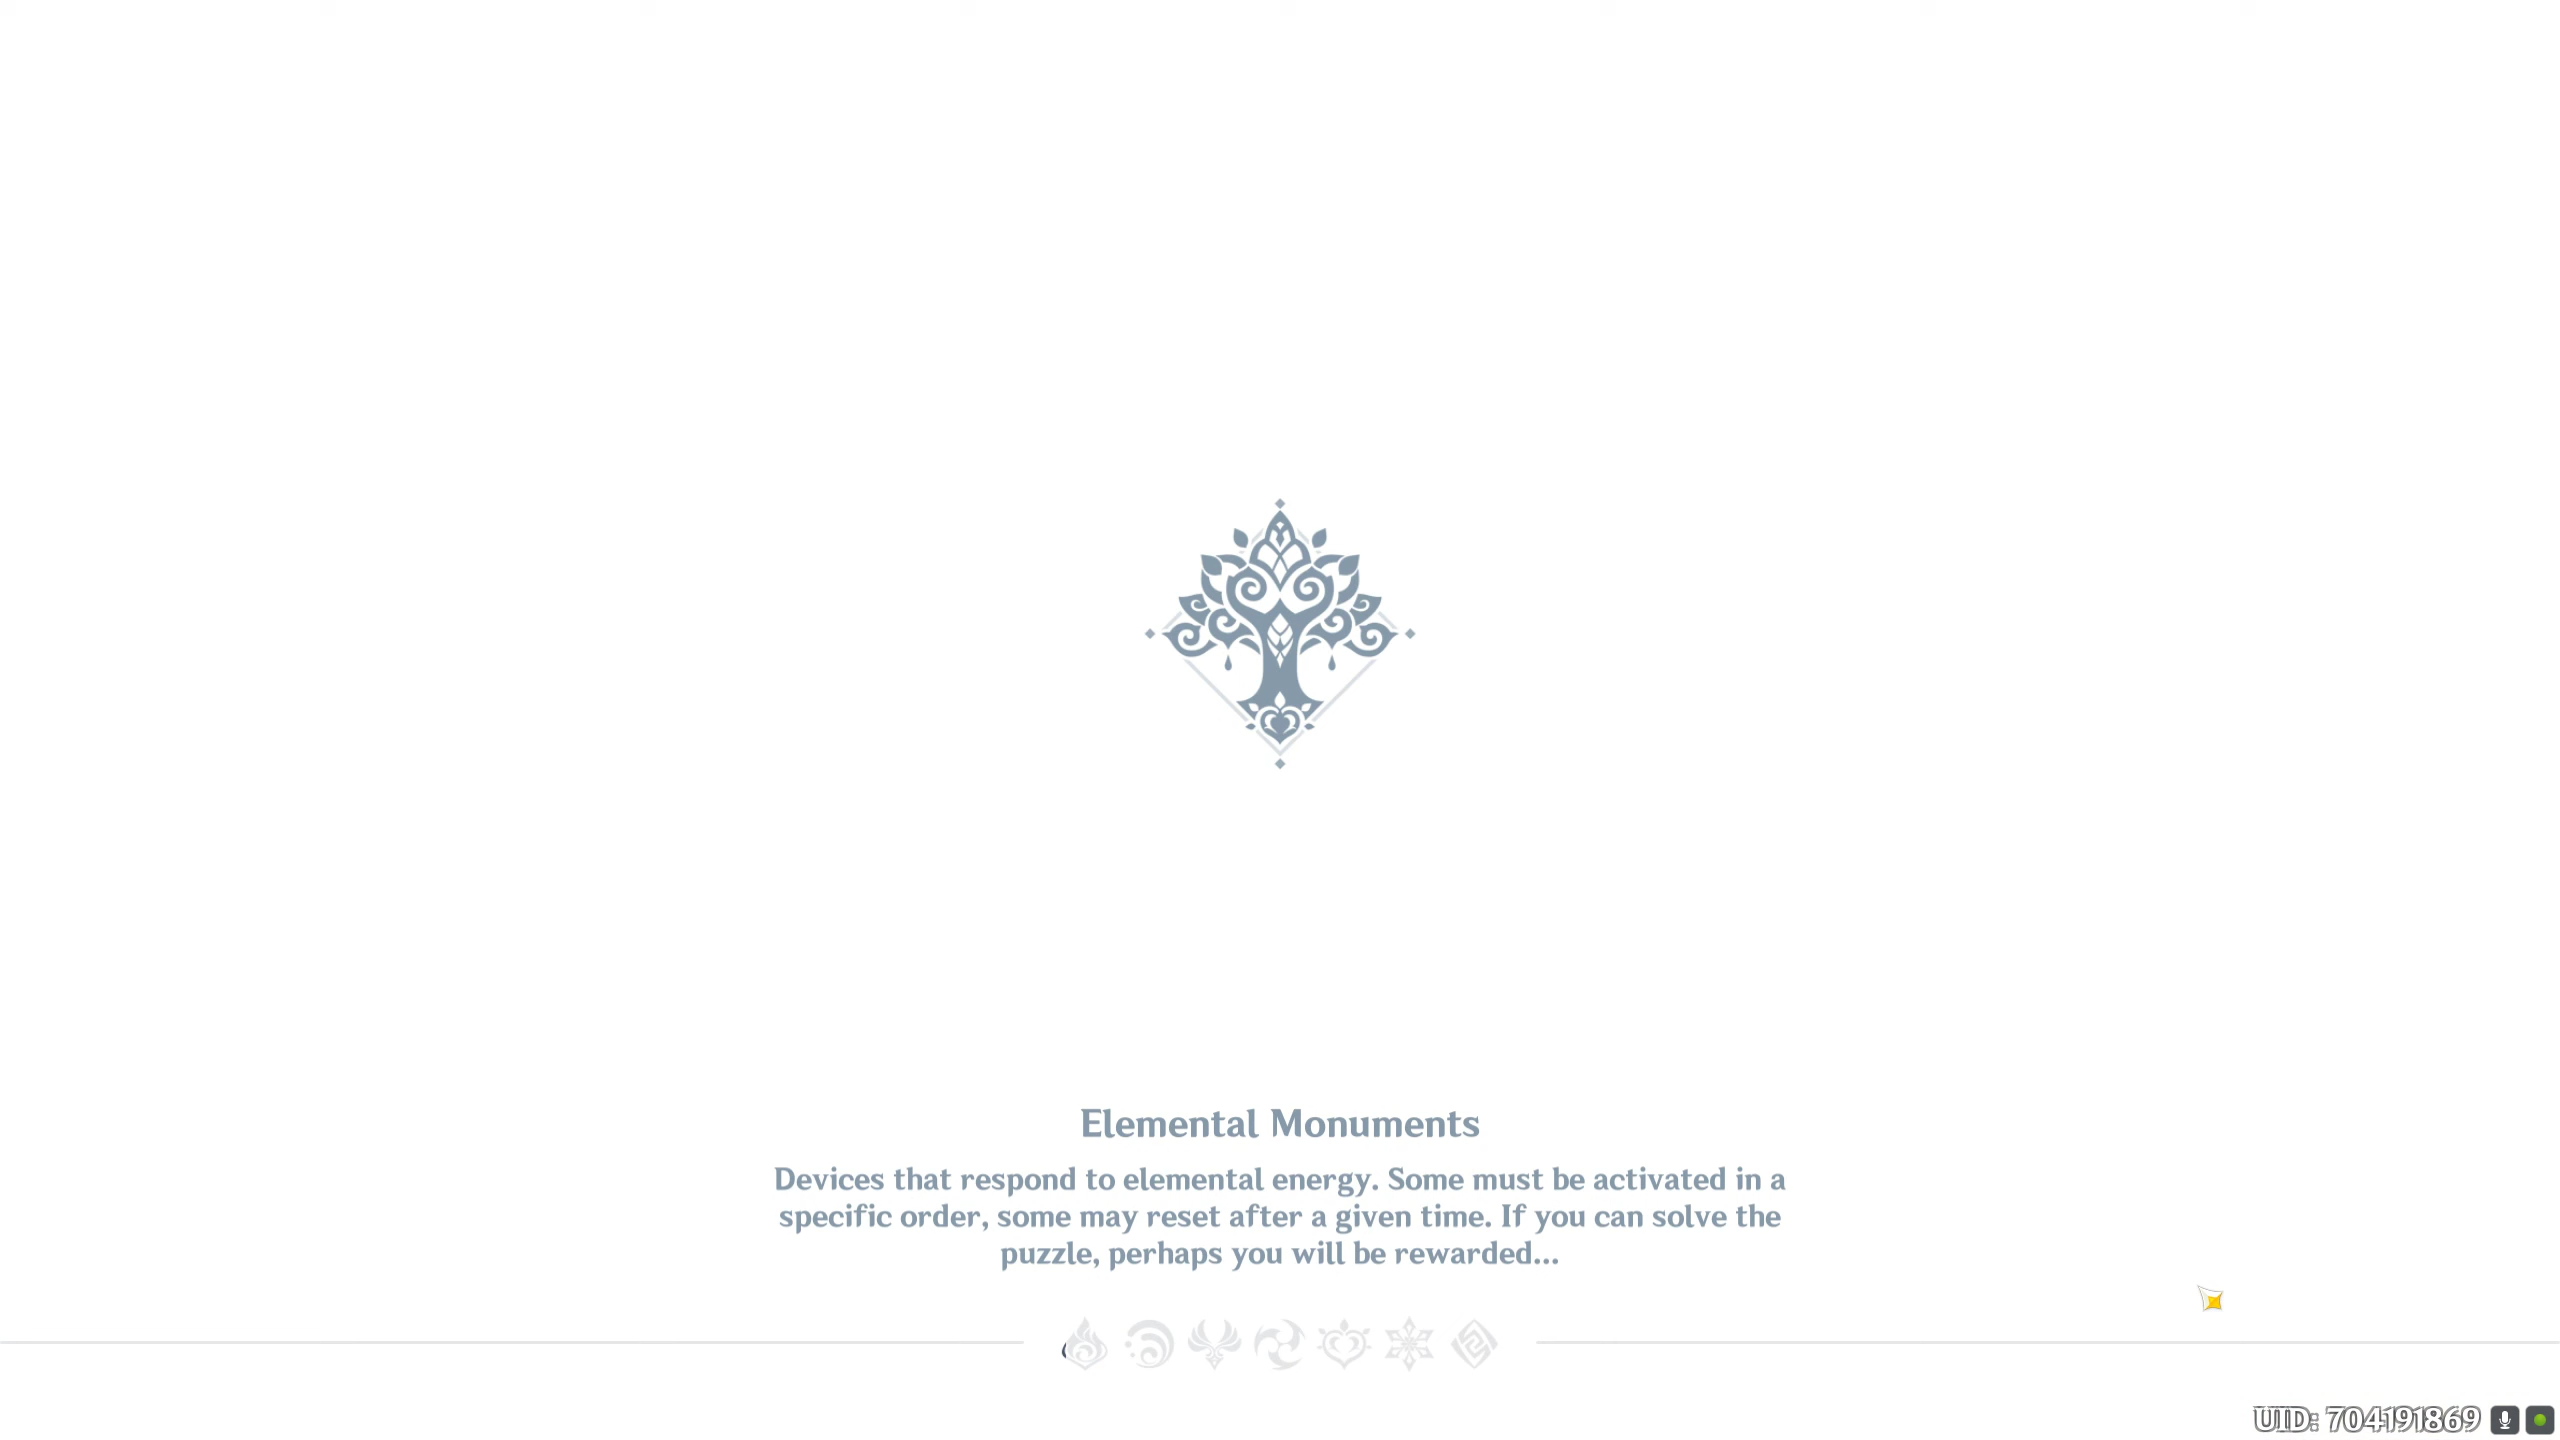 Elemental Monuments
Devices that respond to elemental energy. Some must be activated in a
specific order, some may reset after a given time. If you can solve the
puzzle, perhaps you will be rewarded...
UID: 704191869